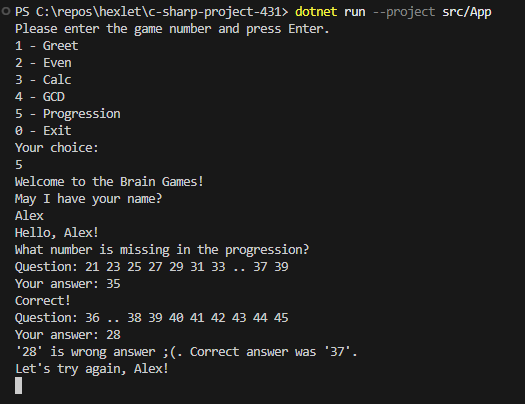 PS C:\repos\hexlet\c-sharp-project-431> dotnet run --project src/App
Please enter the game number and press Enter.
1 - Greet
2 - Even
3 - Calc
4 - GCD
5 - Progression
0 - Exit
Your choice:
5
Welcome to the Brain Games!
May I have your name?
Alex
Hello, Alex!
What number is missing in the progression?
Question: 21 23 25 27 29 31 33 .. 37 39
Your answer: 35
Correct!
Question: 36 .. 38 39 40 41 42 43 44 45
Your answer: 28
'28' is wrong answer ;(. Correct answer was '37'.
Let's try again, Alex!